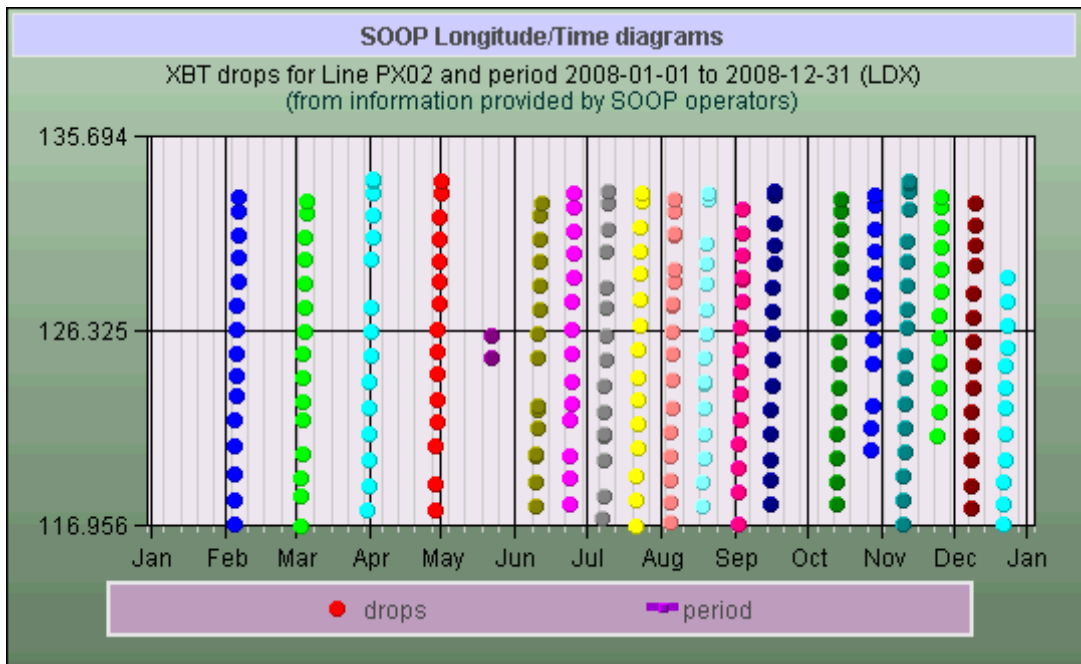 SOOP Longitude/Time diagrams
XBT drops for Line PX02 and period 2008-01-01 to 2008-12-31 (LDX)
(from information provided by SOOP operators)
135.694
126.325
116.956
Jan Feb Mar Apr May Jun Jul Aug Sep Oct Nov Dec Jan
drops period